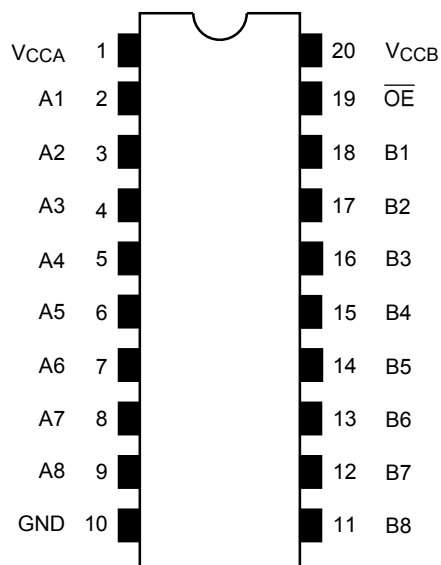 VCCA 1 20 VCCB
A1 2 19 OE
A2 3 18 B1
A3 4 17 B2
A4 5 16 B3
A5 6 15 B4
A6 7 14 B5
A7 8 13 B6
A8 9 12 B7
GND 10 11 B8